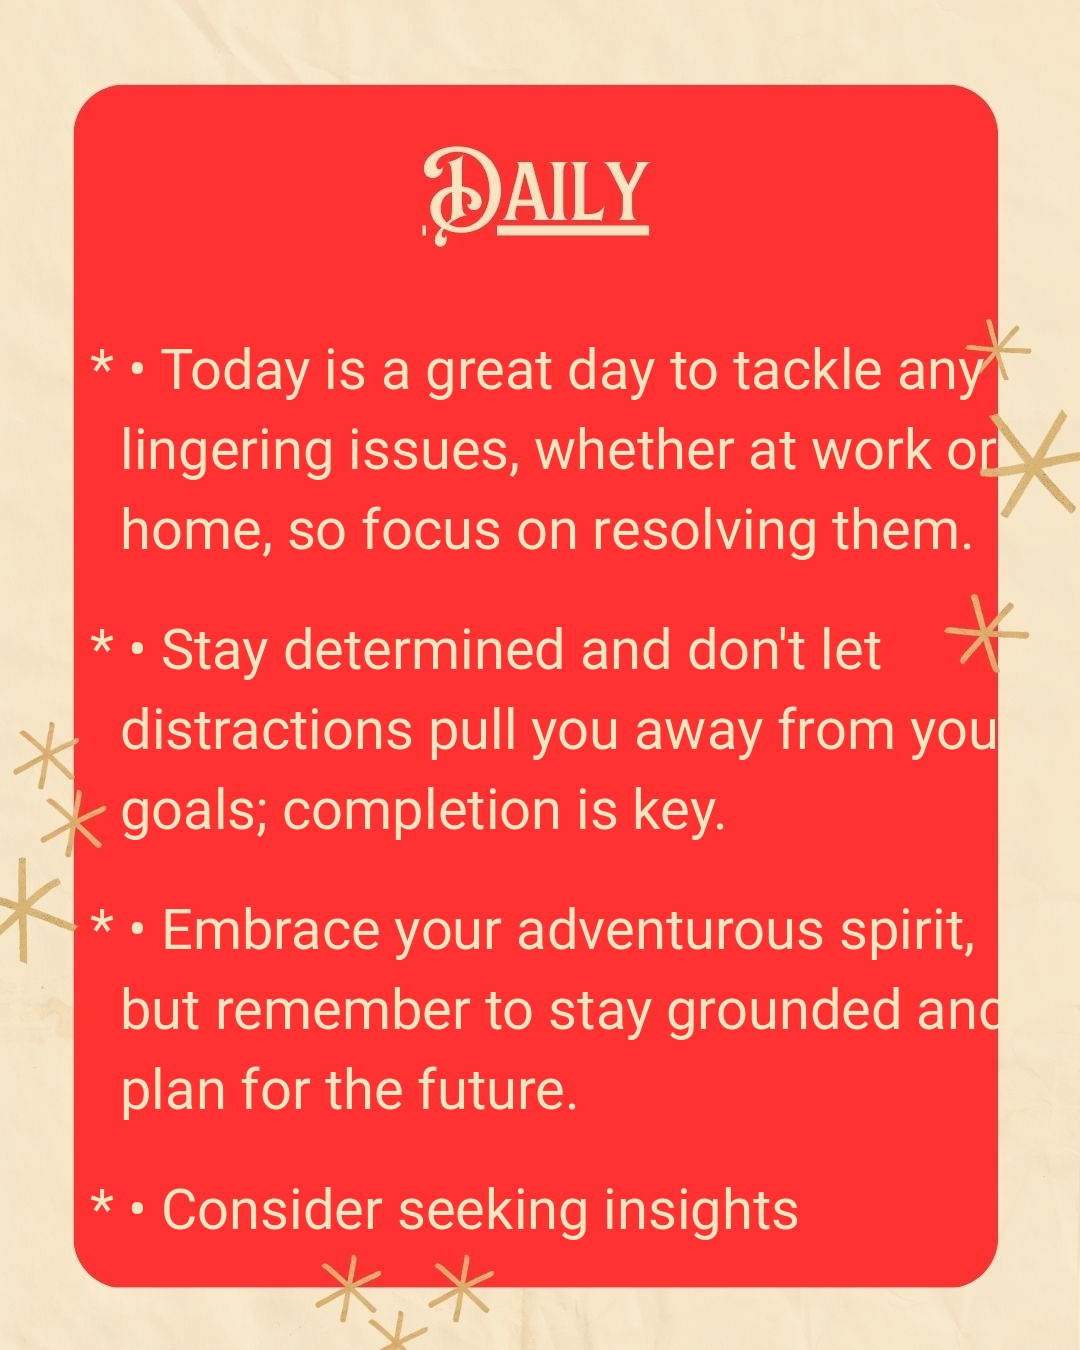 Daily
* • Today is a great day to tackle any
lingering issues, whether at work or
home, so focus on resolving them.
* • Stay determined and don't let
distractions pull you away from you
goals; completion is key.
* • Embrace your adventurous spirit,
but remember to stay grounded and
plan for the future.
* • Consider seeking insights